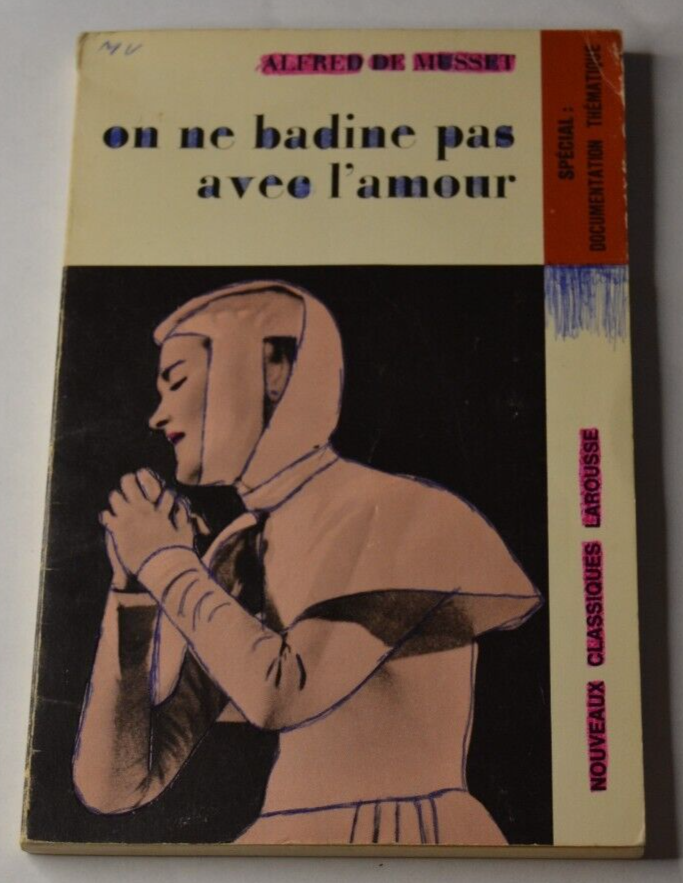 MV
ALFRED DE MUSSET
on ne badine pas
avec l'amour
SPÉCIAL :
DOCUMENTATION THÉMATIQUE
NOUVEAUX CLASSIQUES LAROUSSE